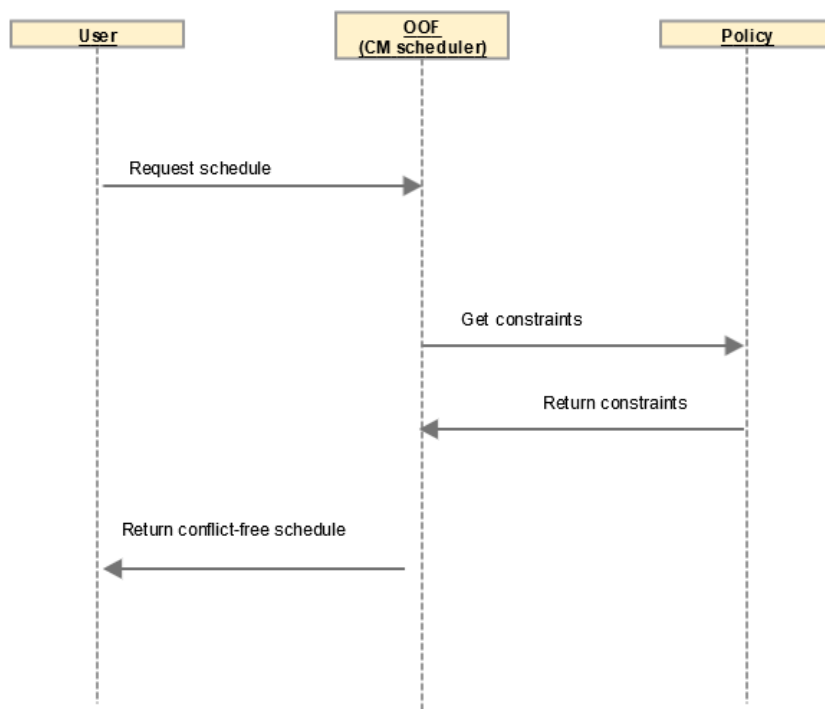 User
OOF
(CM scheduler)
Policy
Request schedule
Get constraints
Return constraints
Return conflict-free schedule